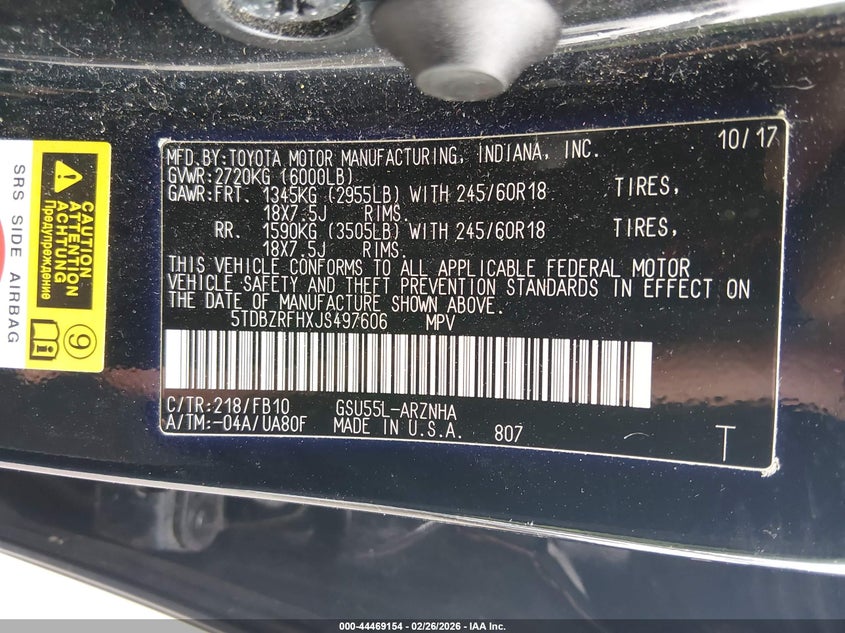 MFD.BY:TOYOTA MOTOR MANUFACTURING, INDIANA, INC. 10/17
GVWR:2720KG (6000LB)
GAWR:FRT. 1345KG (2955LB) WITH 245/60R18 TIRES,
18X7.5J RIMS.
RR. 1590KG (3505LB) WITH 245/60R18 TIRES,
18X7.5J RIMS.
THIS VEHICLE CONFORMS TO ALL APPLICABLE FEDERAL MOTOR
VEHICLE SAFETY AND THEFT PREVENTION STANDARDS IN EFFECT ON
THE DATE OF MANUFACTURE SHOWN ABOVE.
5TDBZRFHXJS497606 MPV
C/TR:218/FB10 GSU55L-ARZNHA
A/TM:-04A/UA80F MADE IN U.S.A. 807 T
SRS SIDE AIRBAG
CAUTION
ATTENTION
ACHTUNG
Предупреждение
9
i
000-44469154 - 02/26/2026 - IAA Inc.